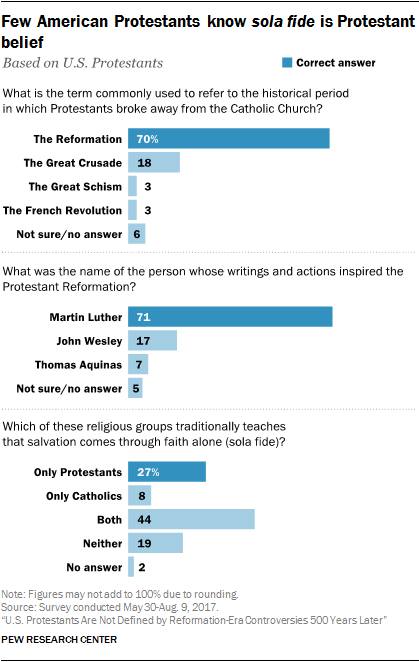 Few American Protestants know sola fide is Protestant
belief
Based on U.S. Protestants
Correct answer
What is the term commonly used to refer to the historical period
in which Protestants broke away from the Catholic Church?
The Reformation 70%
The Great Crusade 18
The Great Schism 3
The French Revolution 3
Not sure/no answer 6
What was the name of the person whose writings and actions inspired the
Protestant Reformation?
Martin Luther 71
John Wesley 17
Thomas Aquinas 7
Not sure/no answer 5
Which of these religious groups traditionally teaches
that salvation comes through faith alone (sola fide)?
Only Protestants 27%
Only Catholics 8
Both 44
Neither 19
No answer 2
Note: Figures may not add to 100% due to rounding.
Source: Survey conducted May 30-Aug. 9, 2017.
“U.S. Protestants Are Not Defined by Reformation-Era Controversies 500 Years Later”
PEW RESEARCH CENTER